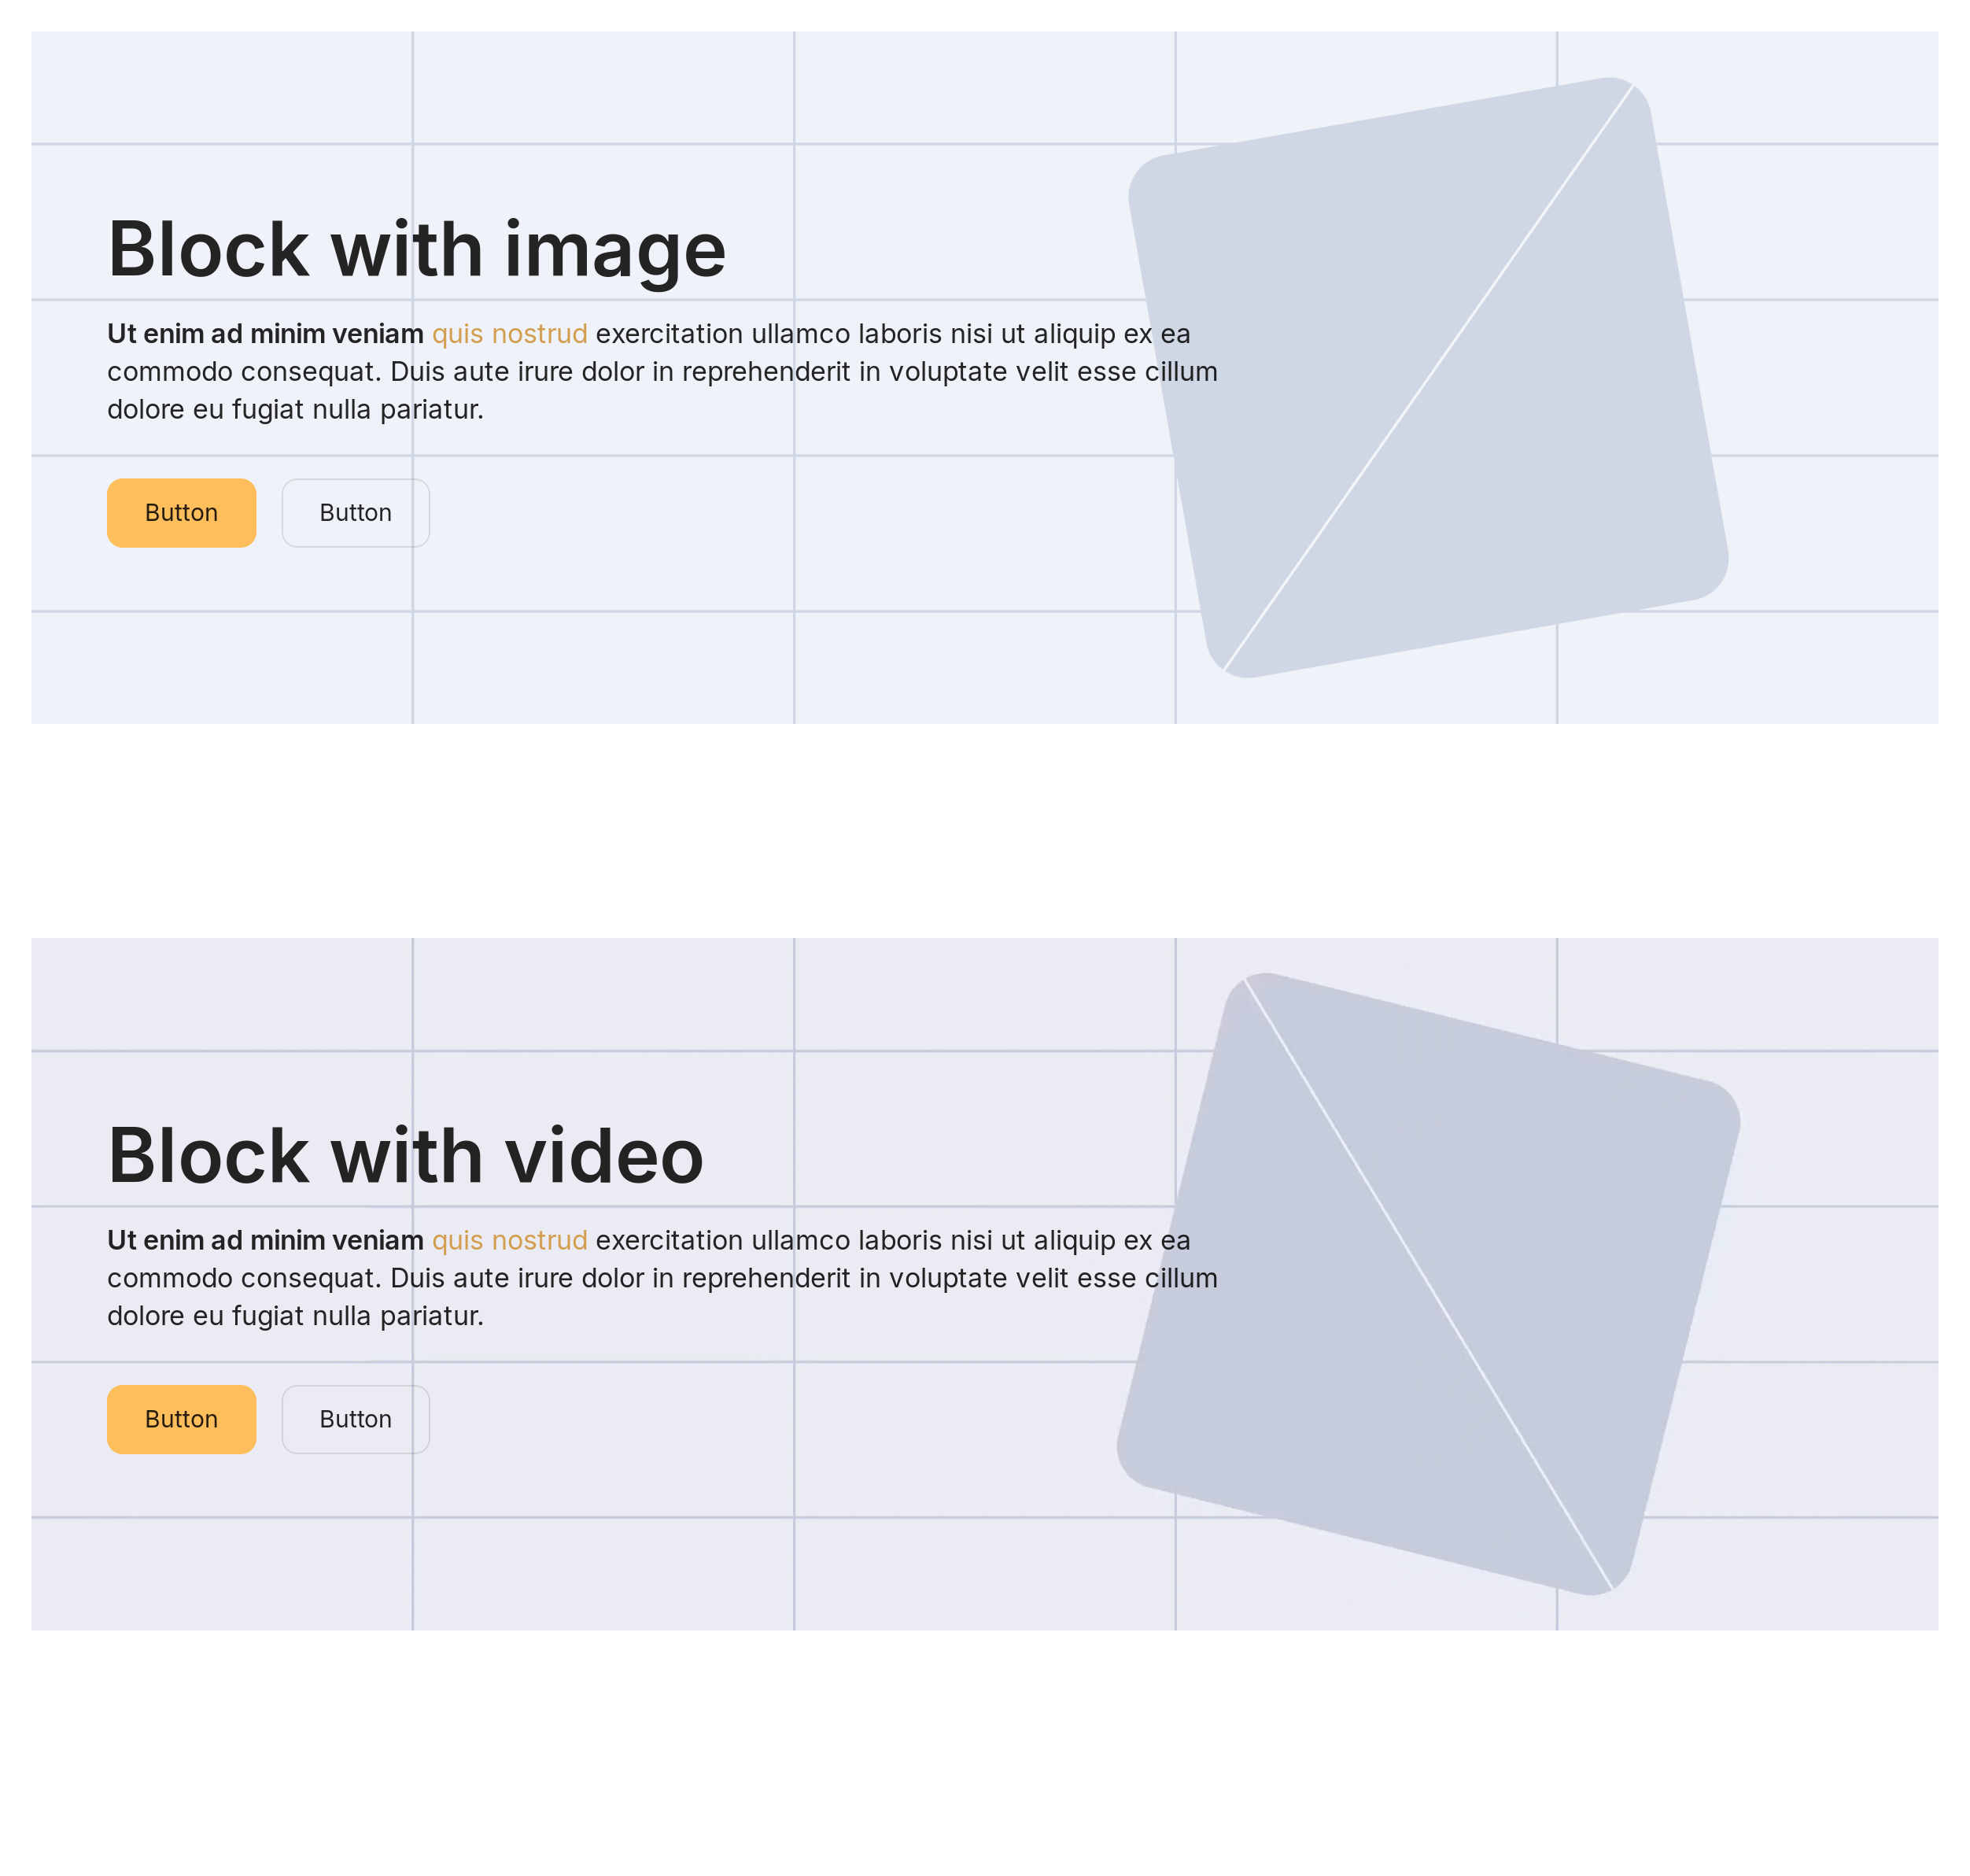 Block with image
Ut enim ad minim veniam quis nostrud exercitation ullamco laboris nisi ut aliquip ex ea
commodo consequat. Duis aute irure dolor in reprehenderit in voluptate velit esse cillum
dolore eu fugiat nulla pariatur.
Button Button
Block with video
Ut enim ad minim veniam quis nostrud exercitation ullamco laboris nisi ut aliquip ex ea
commodo consequat. Duis aute irure dolor in reprehenderit in voluptate velit esse cillum
dolore eu fugiat nulla pariatur.
Button Button